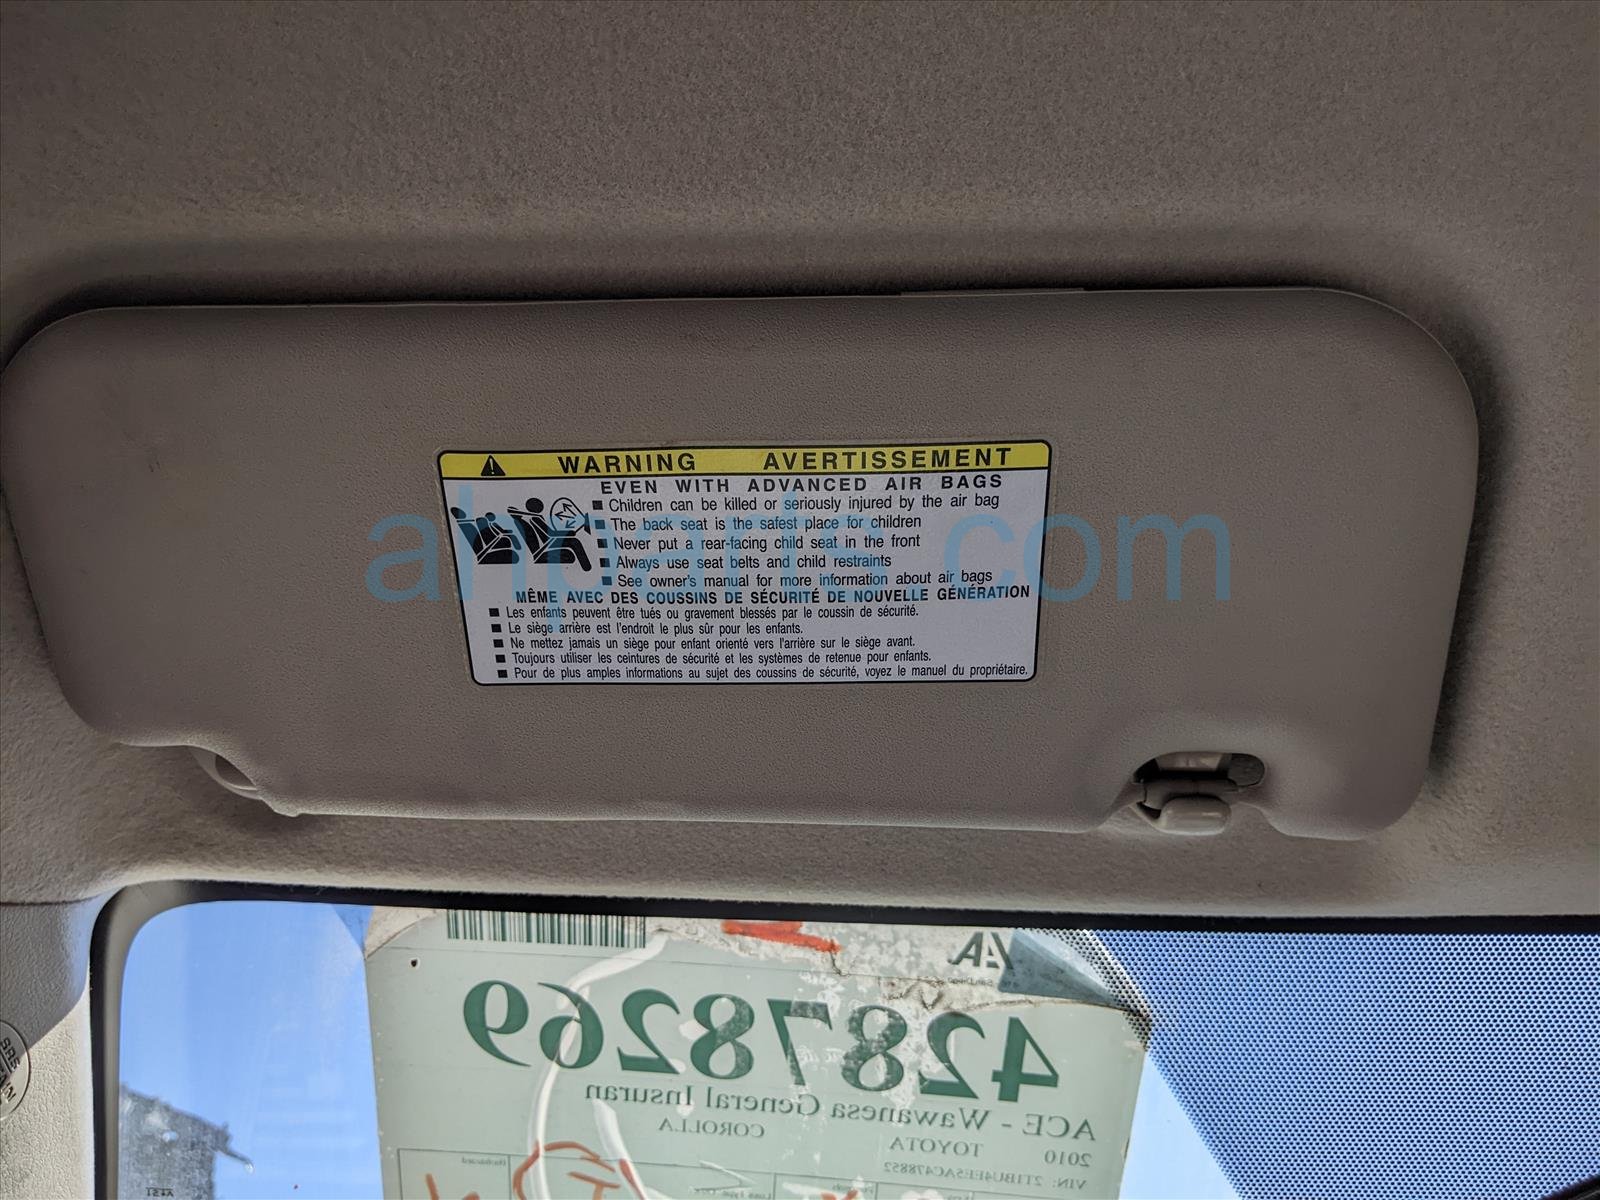 WARNING AVERTISSEMENT
EVEN WITH ADVANCED AIR BAGS
■ Children can be killed or seriously injured by the air bag
■ The back seat is the safest place for children
■ Never put a rear-facing child seat in the front
■ Always use seat belts and child restraints
■ See owner's manual for more information about air bags
MÊME AVEC DES COUSSINS DE SÉCURITÉ DE NOUVELLE GÉNÉRATION
■ Les enfants peuvent être tués ou gravement blessés par le coussin de sécurité.
■ Le siège arrière est l'endroit le plus sûr pour les enfants.
■ Ne mettez jamais un siège pour enfant orienté vers l'arrière sur le siège avant.
■ Toujours utiliser les ceintures de sécurité et les systèmes de retenue pour enfants.
■ Pour de plus amples informations au sujet des coussins de sécurité, voyez le manuel du propriétaire.
ahparts.com
42878269
ACE - Wawanesa General Insuran
2010 TOYOTA COROLLA
VIN: 2T1BU4EE5AC478852